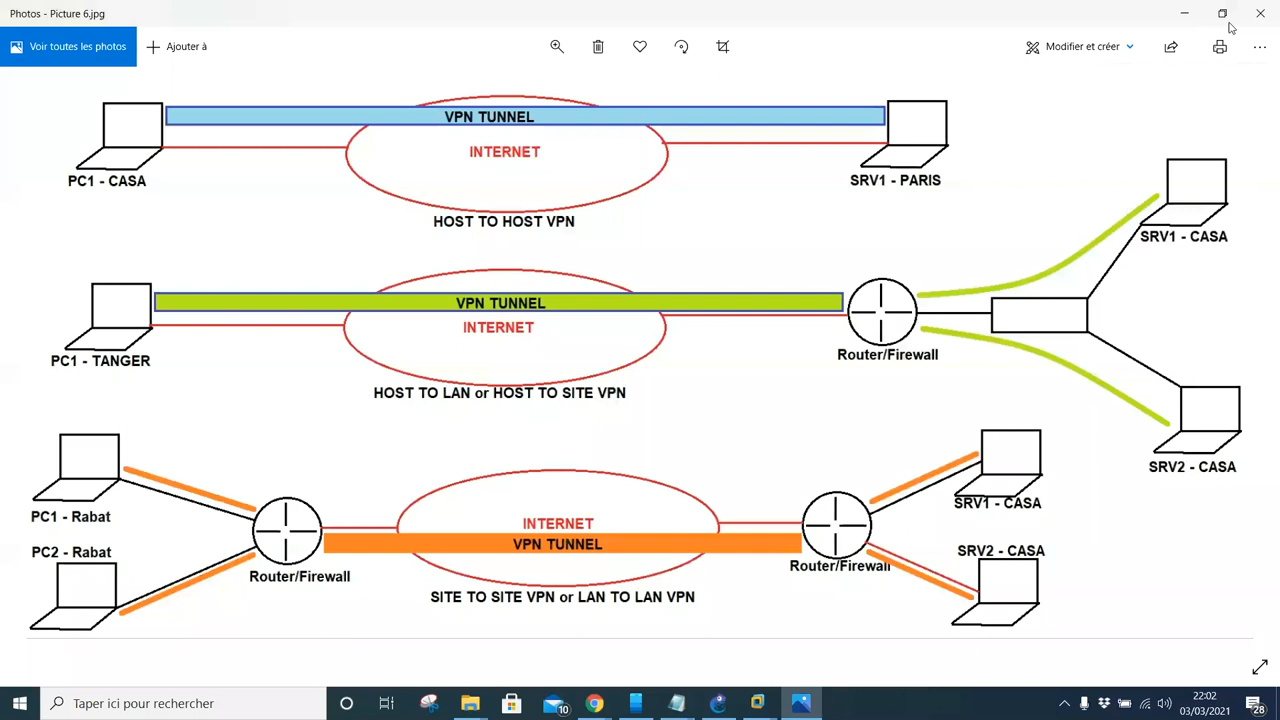 Photos - Picture 6.jpg
Voir toutes les photos
Ajouter à
Modifier et créer
VPN TUNNEL
INTERNET
PC1 - CASA
SRV1 - PARIS
HOST TO HOST VPN
SRV1 - CASA
VPN TUNNEL
INTERNET
PC1 - TANGER
Router/Firewall
HOST TO LAN or HOST TO SITE VPN
SRV2 - CASA
PC1 - Rabat
SRV1 - CASA
INTERNET
VPN TUNNEL
PC2 - Rabat
SRV2 - CASA
Router/Firewall
Router/Firewall
SITE TO SITE VPN or LAN TO LAN VPN
Taper ici pour rechercher
10
22:02
03/03/2021
28